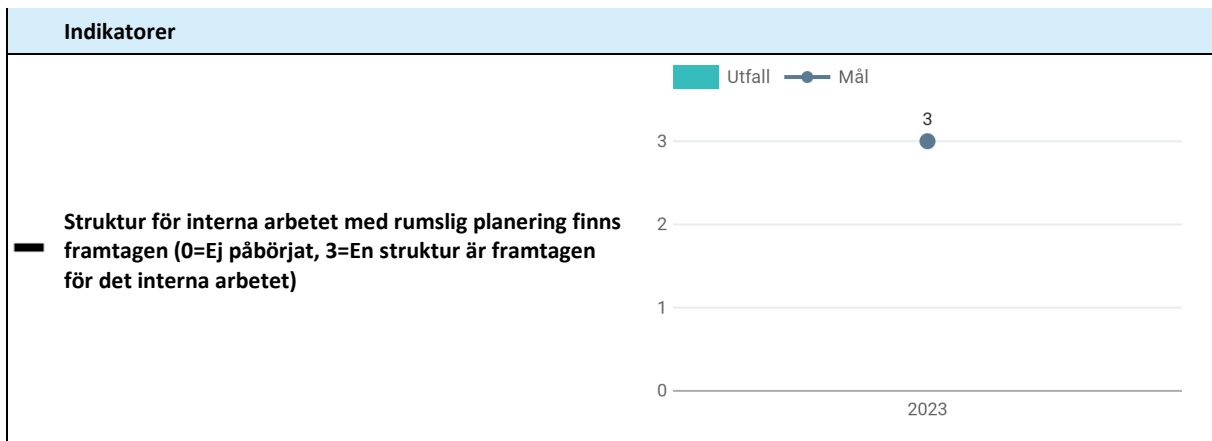 Indikatorer
Utfall Mål
3
3
Struktur för interna arbetet med rumslig planering finns
framtagen (0=Ej påbörjat, 3=En struktur är framtagen
för det interna arbetet)
2
1
0
2023